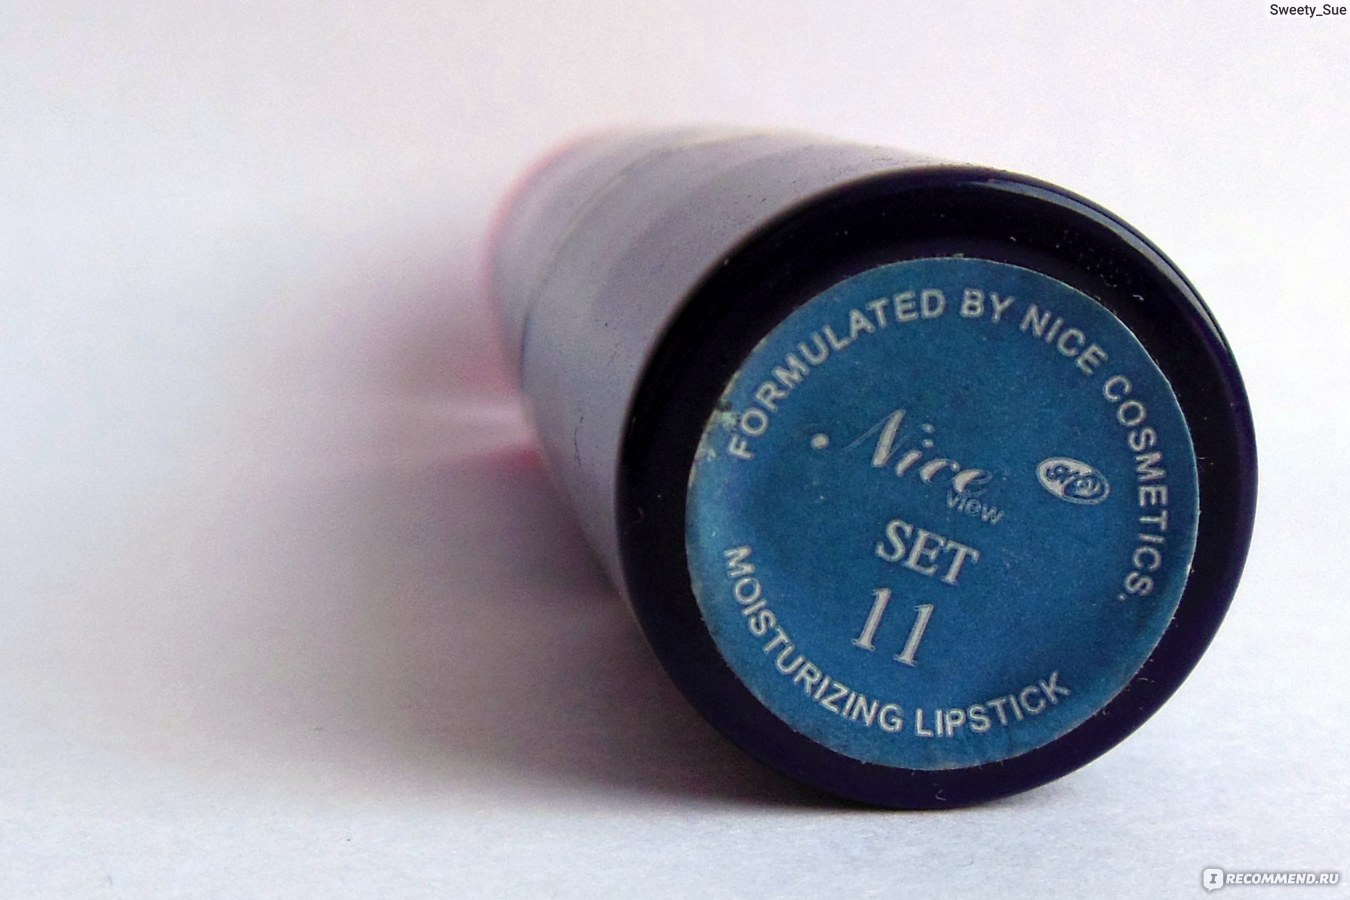 Sweety_Sue
FORMULATED BY NICE COSMETICS.
Nice
view
SET
11
MOISTURIZING LIPSTICK
I RECOMMEND.RU